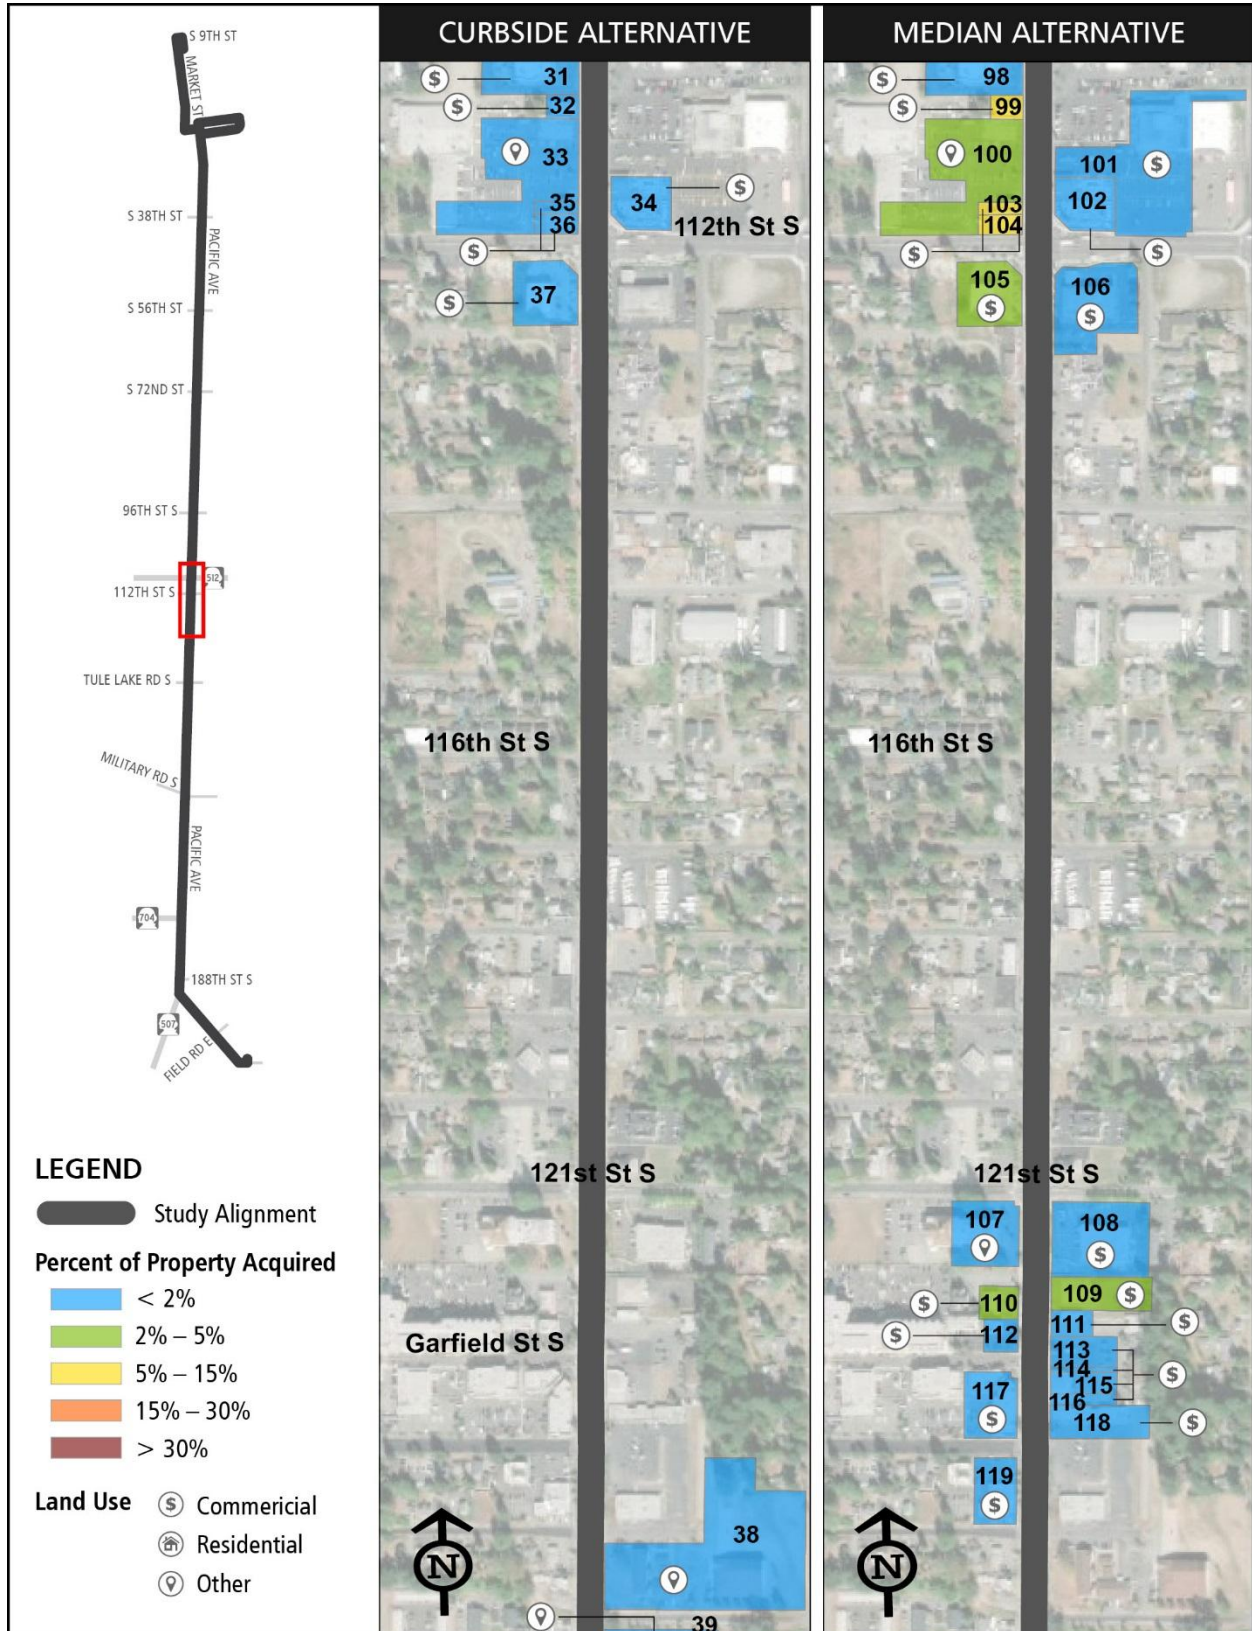 S 9TH ST
MARKET ST
S 38TH ST
PACIFIC AVE
S 56TH ST
S 72ND ST
96TH ST S
512
112TH ST S
TULE LAKE RD S
MILITARY RD S
PACIFIC AVE
704
188TH ST S
507
FIELD RD E
LEGEND
Study Alignment
Percent of Property Acquired
< 2%
2% – 5%
5% – 15%
15% – 30%
> 30%
Land Use
$ Commericial
Residential
Other
CURBSIDE ALTERNATIVE
$ 31
$ 32
33
35
34 $
36
112th St S
$
$ 37
116th St S
121st St S
Garfield St S
38
N
39
MEDIAN ALTERNATIVE
$ 98
$ 99
100
101 $
103
102
104
$ $
105
106
$ $
116th St S
121st St S
107
108
$
109 $
$ 110
111 $
$ 112
113
114
$
115
117
116
$
118 $
119
$
N